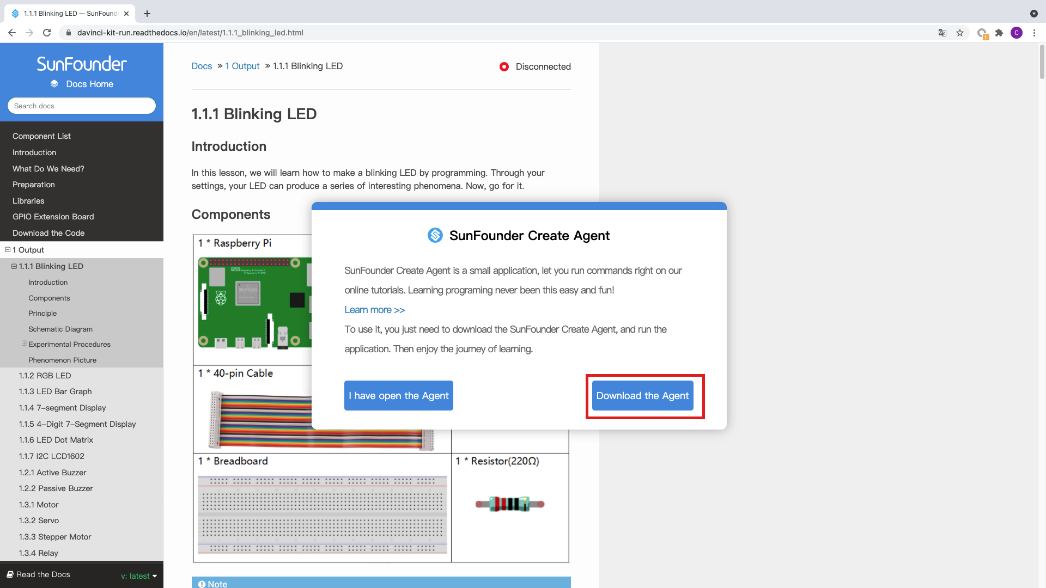 1.1.1 Blinking LED — SunFound
davinci-kit-run.readthedocs.io/en/latest/1.1.1_blinking_led.html
C
SunFounder
Docs Home
Search docs
Component List
Introduction
What Do We Need?
Preparation
Libraries
GPIO Extension Board
Download the Code
1 Output
1.1.1 Blinking LED
Introduction
Components
Principle
Schematic Diagram
Experimental Procedures
Phenomenon Picture
1.1.2 RGB LED
1.1.3 LED Bar Graph
1.1.4 7-segment Display
1.1.5 4-Digit 7-Segment Display
1.1.6 LED Dot Matrix
1.1.7 I2C LCD1602
1.2.1 Active Buzzer
1.2.2 Passive Buzzer
1.3.1 Motor
1.3.2 Servo
1.3.3 Stepper Motor
1.3.4 Relay
Read the Docs
v: latest
Docs » 1 Output » 1.1.1 Blinking LED
Disconnected
1.1.1 Blinking LED
Introduction
In this lesson, we will learn how to make a blinking LED by programming. Through your
settings, your LED can produce a series of interesting phenomena. Now, go for it.
Components
1 * Raspberry Pi
1 * 40-pin Cable
1 * Breadboard
1 * Resistor(220Ω)
Note
SunFounder Create Agent
SunFounder Create Agent is a small application, let you run commands right on our
online tutorials. Learning programing never been this easy and fun!
Learn more >>
To use it, you just need to download the SunFounder Create Agent, and run the
application. Then enjoy the journey of learning.
I have open the Agent
Download the Agent